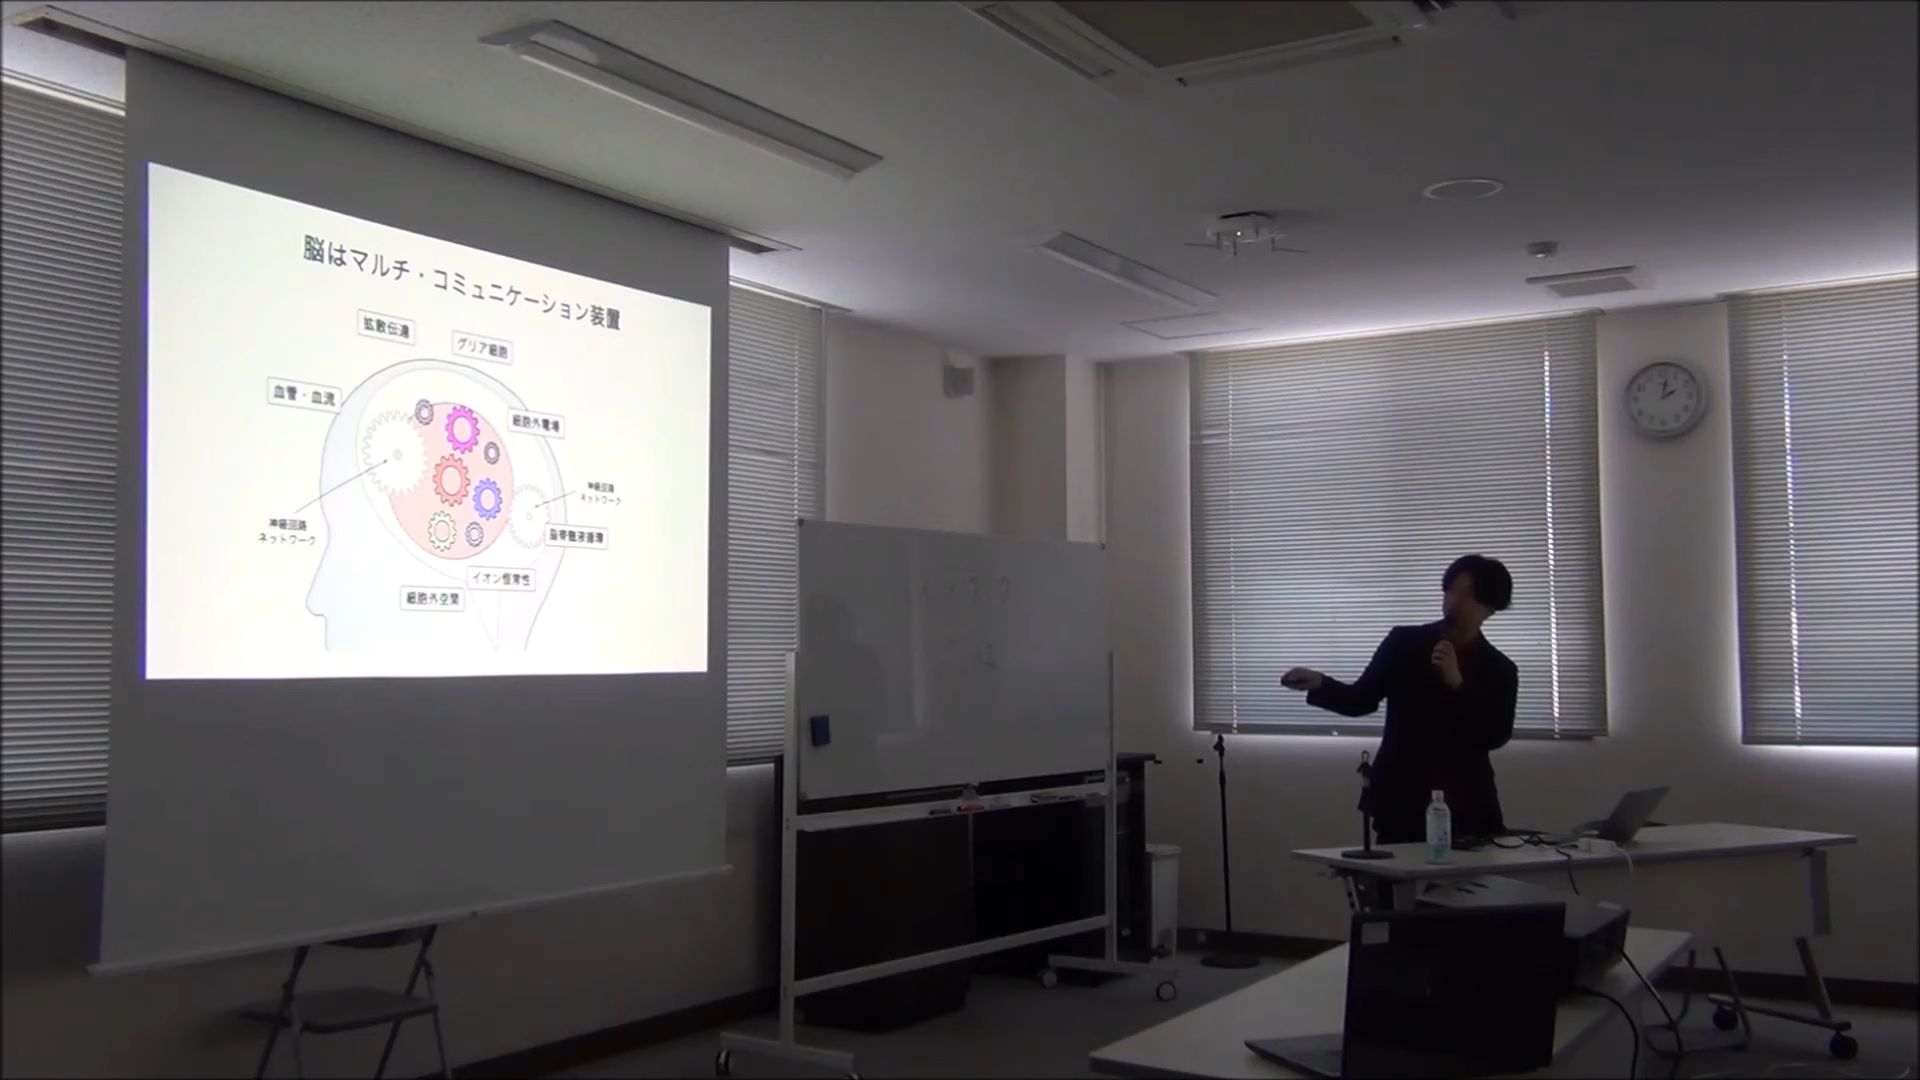 脳はマルチ・コミュニケーション装置
拡散伝達
グリア細胞
血管・血流
細胞外電場
神経回路
ネットワーク
神経回路
ネットワーク
脳脊髄液循環
イオン恒常性
細胞外空間